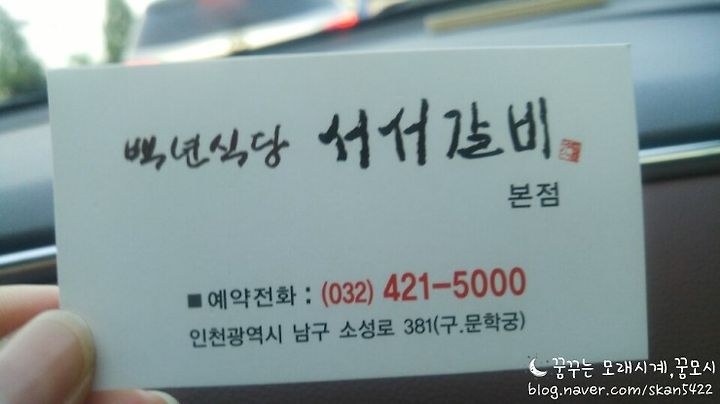 백년식당 서서갈비
본점
■ 예약전화 : (032) 421-5000
인천광역시 남구 소성로 381(구.문학궁)
꿈꾸는 모래시계,꿈모시
blog.naver.com/skan5422